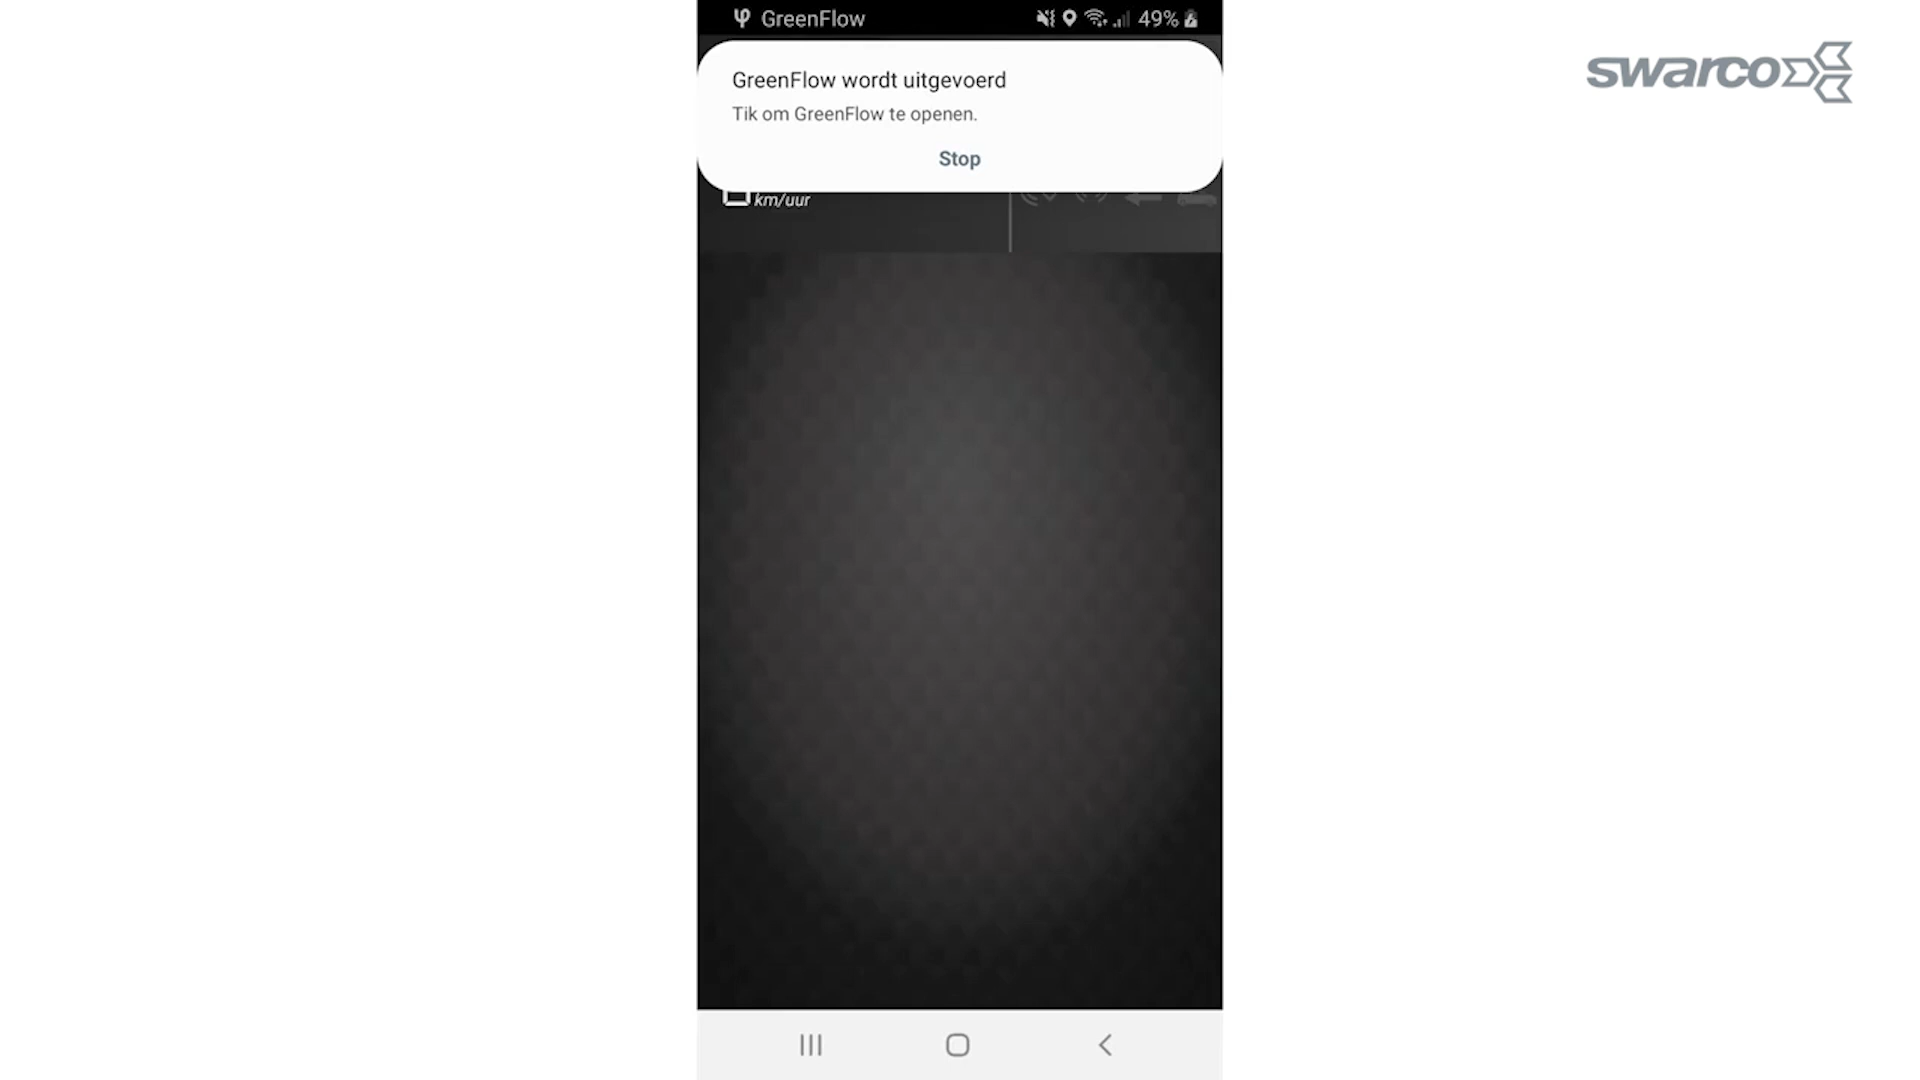 GreenFlow
49%
swarco
GreenFlow wordt uitgevoerd
Tik om GreenFlow te openen.
Stop
km/uur